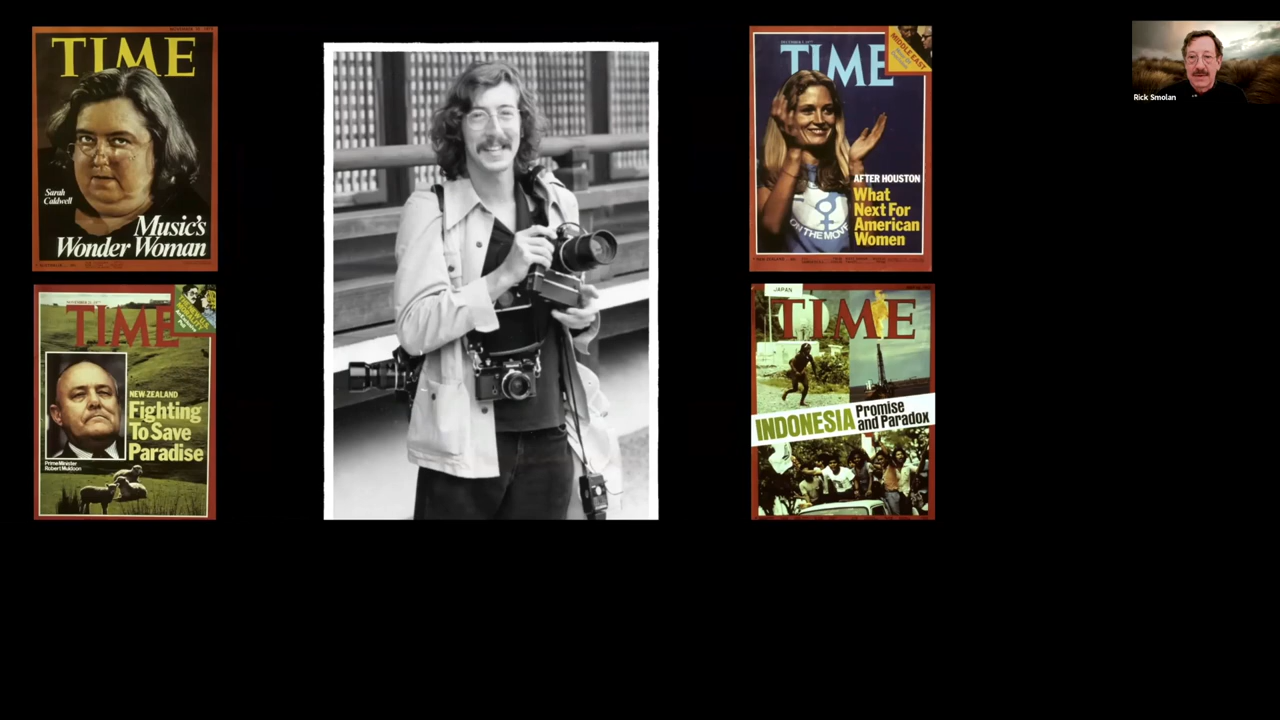 TIME
Sarah
Caldwell
Music's
Wonder Woman
TIME
MIDDLE EAST
AFTER HOUSTON
What
Next For
American
Women
ON THE MOVE
Rick Smolan
TIME
NEW ZEALAND
Fighting
To Save
Paradise
Prime Minister
Robert Muldoon
JAPAN
TIME
INDONESIA Promise
and Paradox